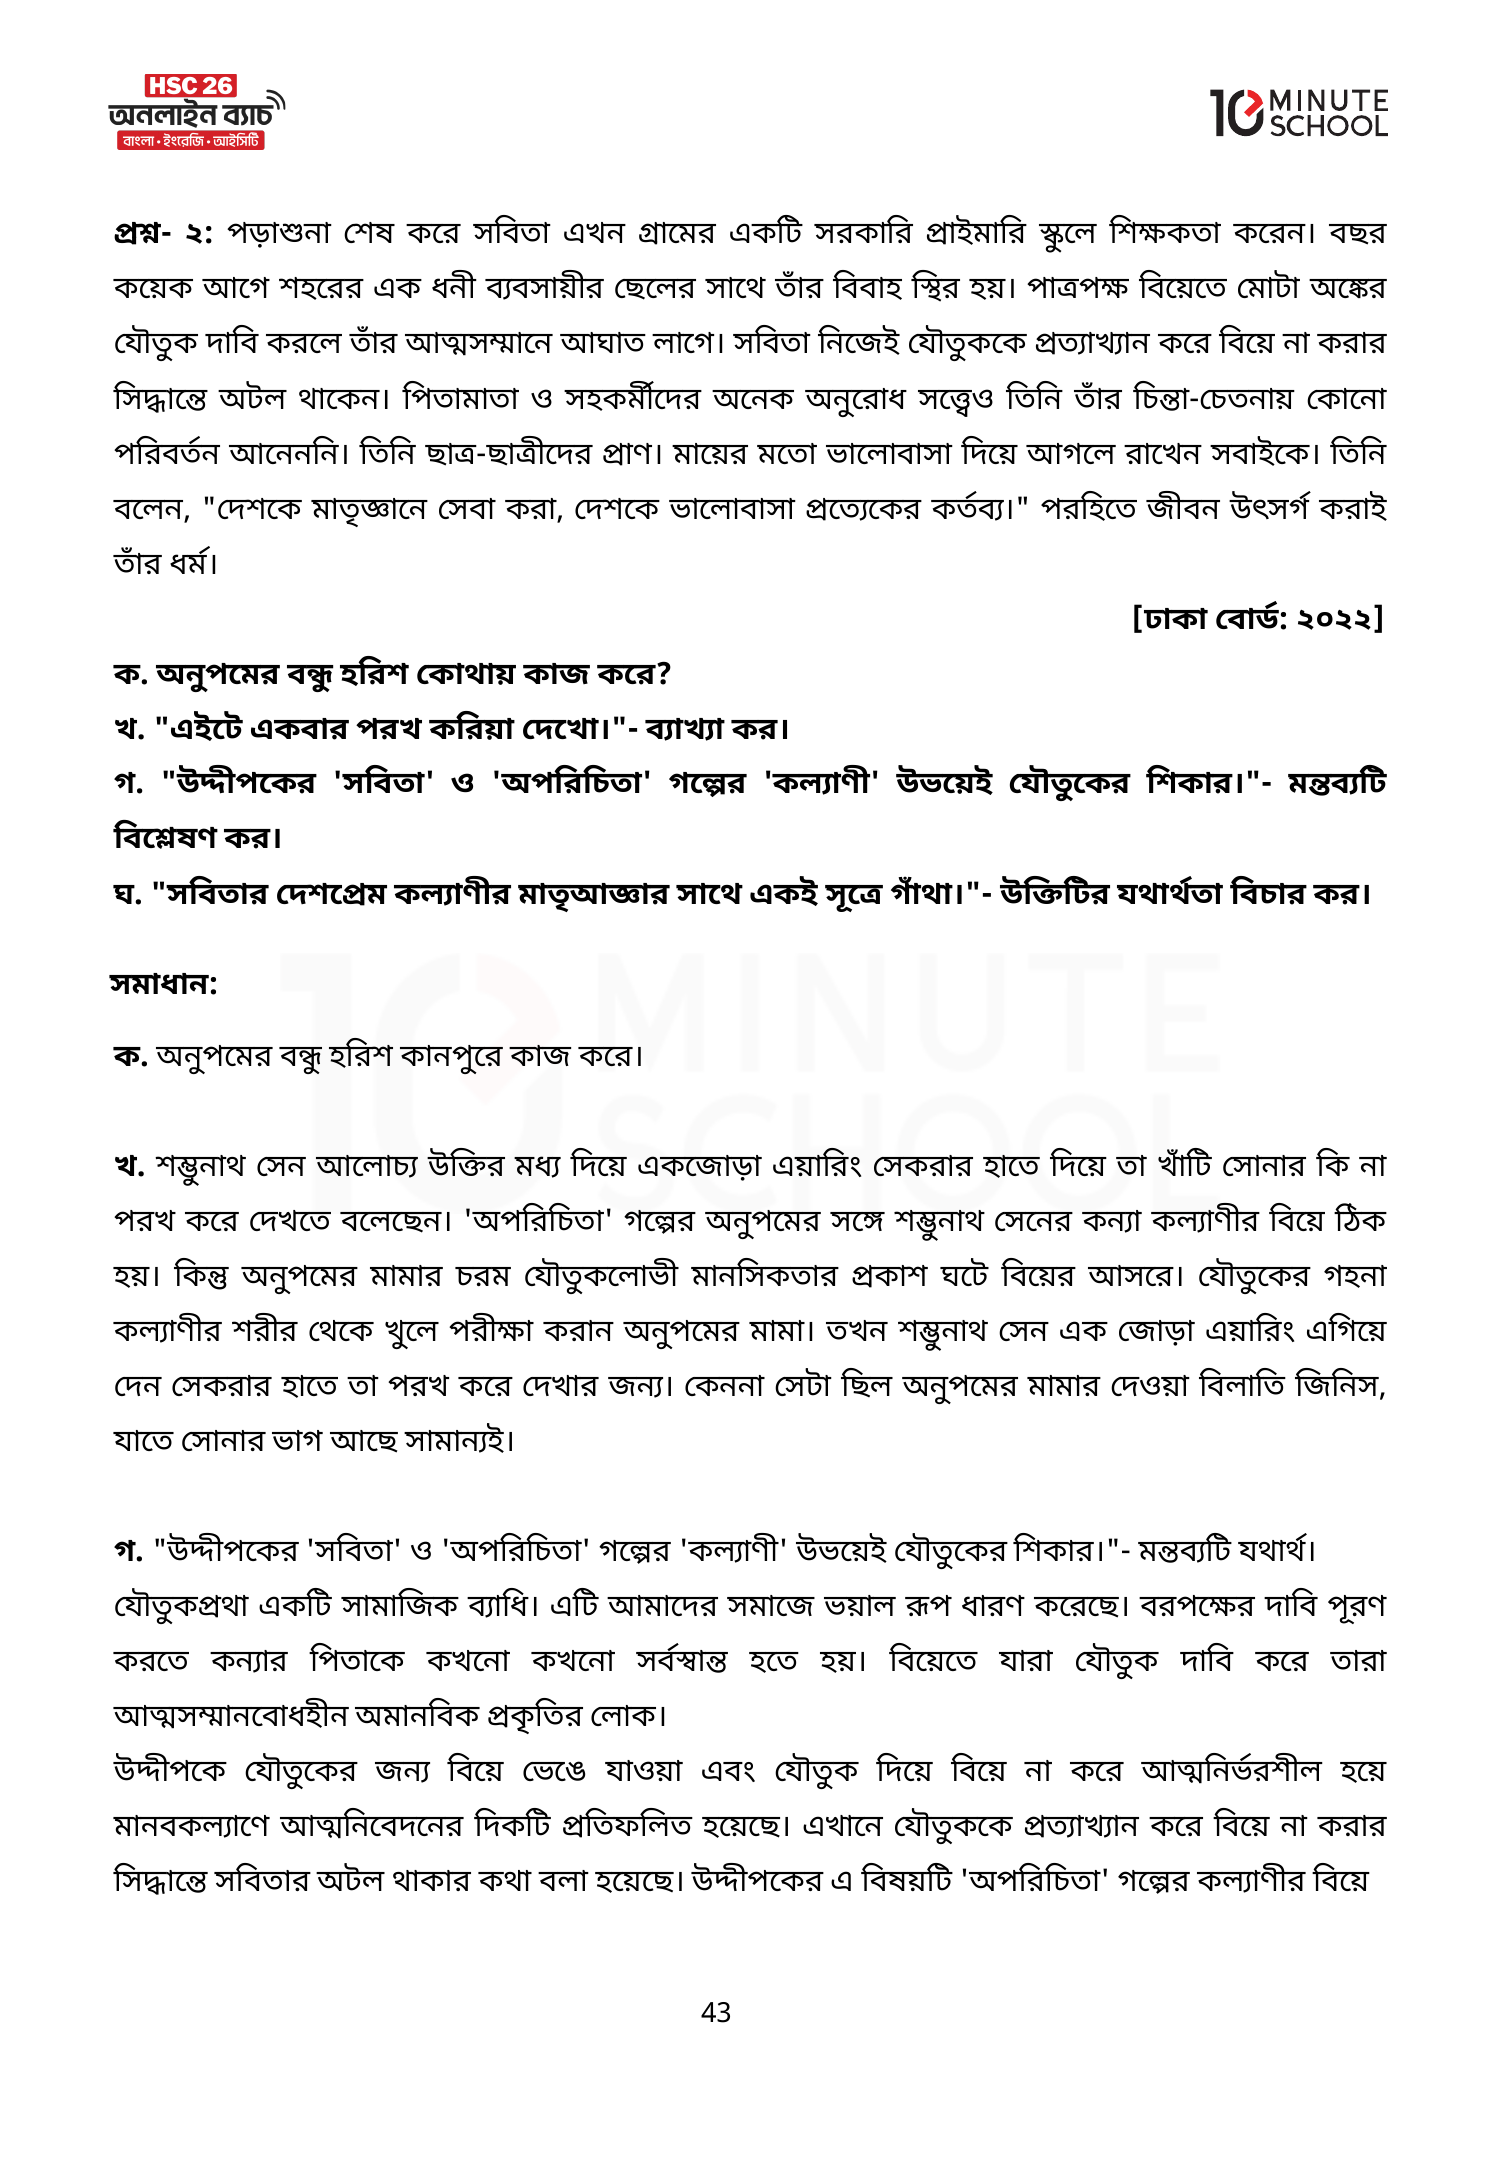 HSC 26
অনলাইন ব্যাচ
বাংলা • ইংরেজি • আইসিটি
10 MINUTE SCHOOL
প্রশ্ন- ২: পড়াশুনা শেষ করে সবিতা এখন গ্রামের একটি সরকারি প্রাইমারি স্কুলে শিক্ষকতা করেন। বছর
কয়েক আগে শহরের এক ধনী ব্যবসায়ীর ছেলের সাথে তাঁর বিবাহ স্থির হয়। পাত্রপক্ষ বিয়েতে মোটা অঙ্কের
যৌতুক দাবি করলে তাঁর আত্মসম্মানে আঘাত লাগে। সবিতা নিজেই যৌতুককে প্রত্যাখ্যান করে বিয়ে না করার
সিদ্ধান্তে অটল থাকেন। পিতামাতা ও সহকর্মীদের অনেক অনুরোধ সত্ত্বেও তিনি তাঁর চিন্তা-চেতনায় কোনো
পরিবর্তন আনেননি। তিনি ছাত্র-ছাত্রীদের প্রাণ। মায়ের মতো ভালোবাসা দিয়ে আগলে রাখেন সবাইকে। তিনি
বলেন, "দেশকে মাতৃজ্ঞানে সেবা করা, দেশকে ভালোবাসা প্রত্যেকের কর্তব্য।" পরহিতে জীবন উৎসর্গ করাই
তাঁর ধর্ম।
[ঢাকা বোর্ড: ২০২২]
ক. অনুপমের বন্ধু হরিশ কোথায় কাজ করে?
খ. "এইটে একবার পরখ করিয়া দেখো।"- ব্যাখ্যা কর।
গ. "উদ্দীপকের 'সবিতা' ও 'অপরিচিতা' গল্পের 'কল্যাণী' উভয়েই যৌতুকের শিকার।"- মন্তব্যটি
বিশ্লেষণ কর।
ঘ. "সবিতার দেশপ্রেম কল্যাণীর মাতৃআজ্ঞার সাথে একই সূত্রে গাঁথা।"- উক্তিটির যথার্থতা বিচার কর।
সমাধান:
ক. অনুপমের বন্ধু হরিশ কানপুরে কাজ করে।
খ. শম্ভুনাথ সেন আলোচ্য উক্তির মধ্য দিয়ে একজোড়া এয়ারিং সেকরার হাতে দিয়ে তা খাঁটি সোনার কি না
পরখ করে দেখতে বলেছেন। 'অপরিচিতা' গল্পের অনুপমের সঙ্গে শম্ভুনাথ সেনের কন্যা কল্যাণীর বিয়ে ঠিক
হয়। কিন্তু অনুপমের মামার চরম যৌতুকলোভী মানসিকতার প্রকাশ ঘটে বিয়ের আসরে। যৌতুকের গহনা
কল্যাণীর শরীর থেকে খুলে পরীক্ষা করান অনুপমের মামা। তখন শম্ভুনাথ সেন এক জোড়া এয়ারিং এগিয়ে
দেন সেকরার হাতে তা পরখ করে দেখার জন্য। কেননা সেটা ছিল অনুপমের মামার দেওয়া বিলাতি জিনিস,
যাতে সোনার ভাগ আছে সামান্যই।
গ. "উদ্দীপকের 'সবিতা' ও 'অপরিচিতা' গল্পের 'কল্যাণী' উভয়েই যৌতুকের শিকার।"- মন্তব্যটি যথার্থ।
যৌতুকপ্রথা একটি সামাজিক ব্যাধি। এটি আমাদের সমাজে ভয়াল রূপ ধারণ করেছে। বরপক্ষের দাবি পূরণ
করতে কন্যার পিতাকে কখনো কখনো সর্বস্বান্ত হতে হয়। বিয়েতে যারা যৌতুক দাবি করে তারা
আত্মসম্মানবোধহীন অমানবিক প্রকৃতির লোক।
উদ্দীপকে যৌতুকের জন্য বিয়ে ভেঙে যাওয়া এবং যৌতুক দিয়ে বিয়ে না করে আত্মনির্ভরশীল হয়ে
মানবকল্যাণে আত্মনিবেদনের দিকটি প্রতিফলিত হয়েছে। এখানে যৌতুককে প্রত্যাখ্যান করে বিয়ে না করার
সিদ্ধান্তে সবিতার অটল থাকার কথা বলা হয়েছে। উদ্দীপকের এ বিষয়টি 'অপরিচিতা' গল্পের কল্যাণীর বিয়ে
43